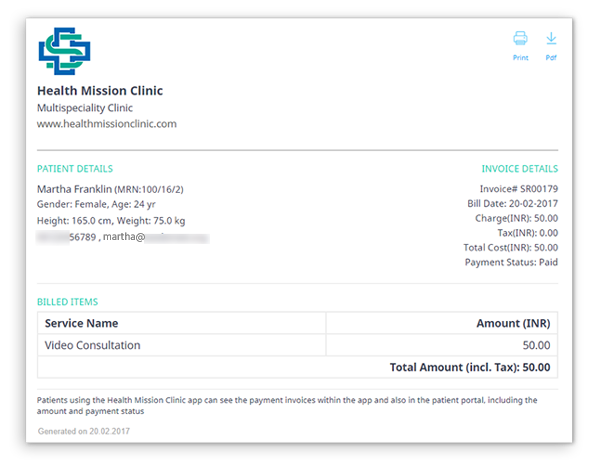 Print
Pdf
Health Mission Clinic
Multispeciality Clinic
www.healthmissionclinic.com
PATIENT DETAILS
Martha Franklin (MRN:100/16/2)
Gender: Female, Age: 24 yr
Height: 165.0 cm, Weight: 75.0 kg
56789 , martha@
INVOICE DETAILS
Invoice# SR00179
Bill Date: 20-02-2017
Charge(INR): 50.00
Tax(INR): 0.00
Total Cost(INR): 50.00
Payment Status: Paid
BILLED ITEMS
Service Name Amount (INR)
Video Consultation 50.00
Total Amount (incl. Tax): 50.00
Patients using the Health Mission Clinic app can see the payment invoices within the app and also in the patient portal, including the
amount and payment status
Generated on 20.02.2017